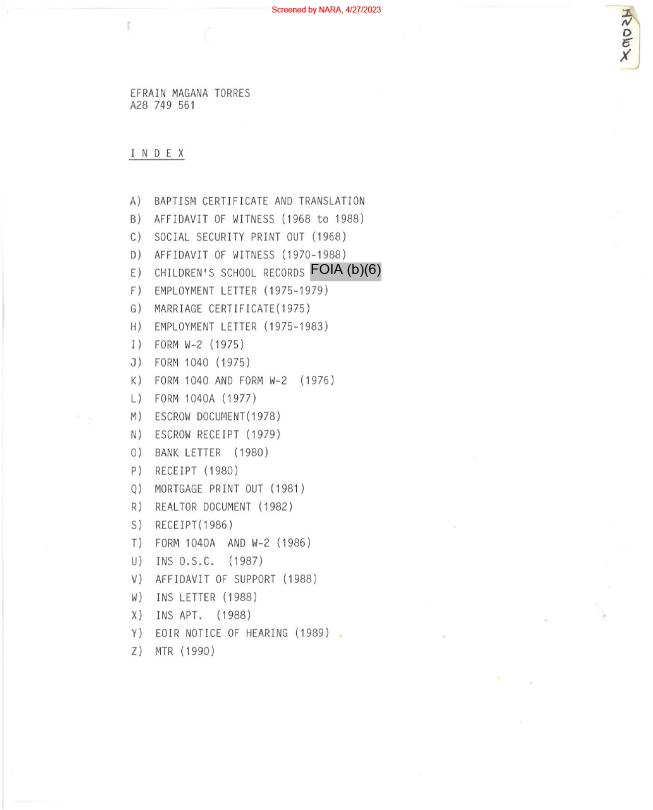 Screened by NARA, 4/27/2023
INDEX
EFRAIN MAGANA TORRES
A28 749 561
I N D E X
A) BAPTISM CERTIFICATE AND TRANSLATION
B) AFFIDAVIT OF WITNESS (1968 to 1988)
C) SOCIAL SECURITY PRINT OUT (1968)
D) AFFIDAVIT OF WITNESS (1970-1988)
E) CHILDREN'S SCHOOL RECORDS FOIA (b)(6)
F) EMPLOYMENT LETTER (1975-1979)
G) MARRIAGE CERTIFICATE(1975)
H) EMPLOYMENT LETTER (1975-1983)
I) FORM W-2 (1975)
J) FORM 1040 (1975)
K) FORM 1040 AND FORM W-2 (1976)
L) FORM 1040A (1977)
M) ESCROW DOCUMENT(1978)
N) ESCROW RECEIPT (1979)
O) BANK LETTER (1980)
P) RECEIPT (1980)
Q) MORTGAGE PRINT OUT (1981)
R) REALTOR DOCUMENT (1982)
S) RECEIPT(1986)
T) FORM 1040A AND W-2 (1986)
U) INS O.S.C. (1987)
V) AFFIDAVIT OF SUPPORT (1988)
W) INS LETTER (1988)
X) INS APT. (1988)
Y) EOIR NOTICE OF HEARING (1989)
Z) MTR (1990)